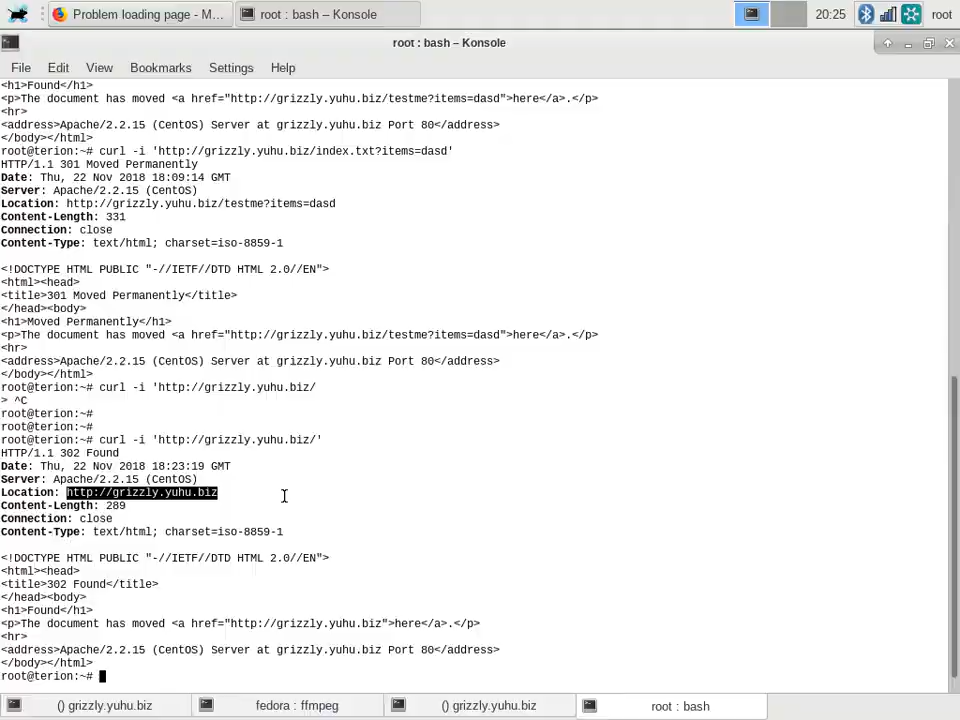 Problem loading page - M...
root : bash – Konsole
20:25
root
root : bash – Konsole
File Edit View Bookmarks Settings Help
<h1>Found</h1>
<p>The document has moved <a href="http://grizzly.yuhu.biz/testme?items=dasd">here</a>.</p>
<hr>
<address>Apache/2.2.15 (CentOS) Server at grizzly.yuhu.biz Port 80</address>
</body></html>
root@terion:~# curl -i 'http://grizzly.yuhu.biz/index.txt?items=dasd'
HTTP/1.1 301 Moved Permanently
Date: Thu, 22 Nov 2018 18:09:14 GMT
Server: Apache/2.2.15 (CentOS)
Location: http://grizzly.yuhu.biz/testme?items=dasd
Content-Length: 331
Connection: close
Content-Type: text/html; charset=iso-8859-1

<!DOCTYPE HTML PUBLIC "-//IETF//DTD HTML 2.0//EN">
<html><head>
<title>301 Moved Permanently</title>
</head><body>
<h1>Moved Permanently</h1>
<p>The document has moved <a href="http://grizzly.yuhu.biz/testme?items=dasd">here</a>.</p>
<hr>
<address>Apache/2.2.15 (CentOS) Server at grizzly.yuhu.biz Port 80</address>
</body></html>
root@terion:~# curl -i 'http://grizzly.yuhu.biz/
> ^C
root@terion:~#
root@terion:~#
root@terion:~# curl -i 'http://grizzly.yuhu.biz/'
HTTP/1.1 302 Found
Date: Thu, 22 Nov 2018 18:23:19 GMT
Server: Apache/2.2.15 (CentOS)
Location: http://grizzly.yuhu.biz
Content-Length: 289
Connection: close
Content-Type: text/html; charset=iso-8859-1

<!DOCTYPE HTML PUBLIC "-//IETF//DTD HTML 2.0//EN">
<html><head>
<title>302 Found</title>
</head><body>
<h1>Found</h1>
<p>The document has moved <a href="http://grizzly.yuhu.biz">here</a>.</p>
<hr>
<address>Apache/2.2.15 (CentOS) Server at grizzly.yuhu.biz Port 80</address>
</body></html>
root@terion:~#
() grizzly.yuhu.biz
fedora : ffmpeg
() grizzly.yuhu.biz
root : bash